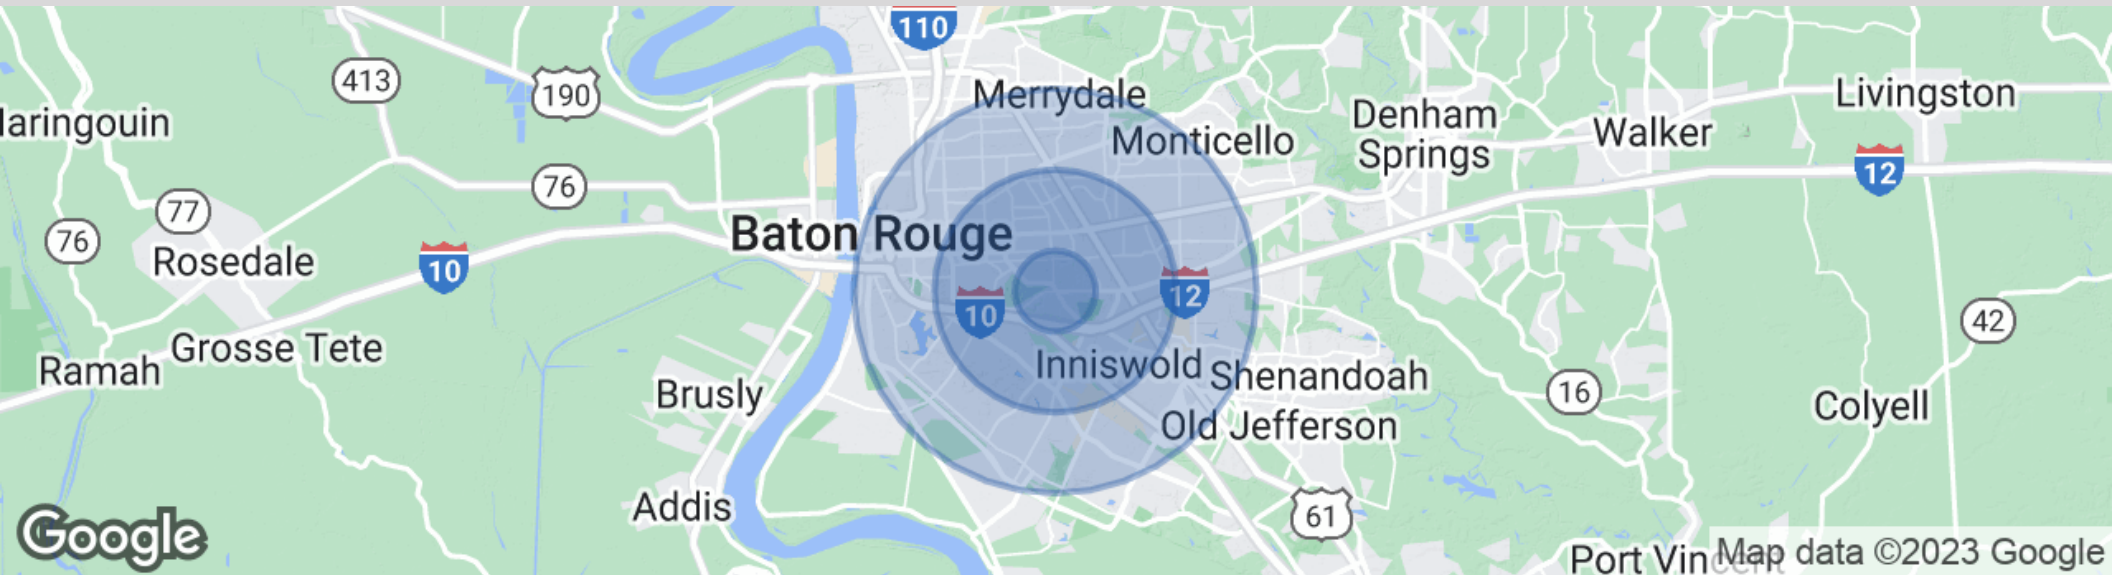 110
413
190
Merrydale
Livingston
Denham
Springs
laringouin
Monticello
Walker
12
76
77
76
Baton Rouge
Rosedale
10
12
10
42
Grosse Tete
Ramah
Inniswold
Shenandoah
Brusly
16
Colyell
Old Jefferson
Addis
61
Google
Port Vincent
Map data ©2023 Google